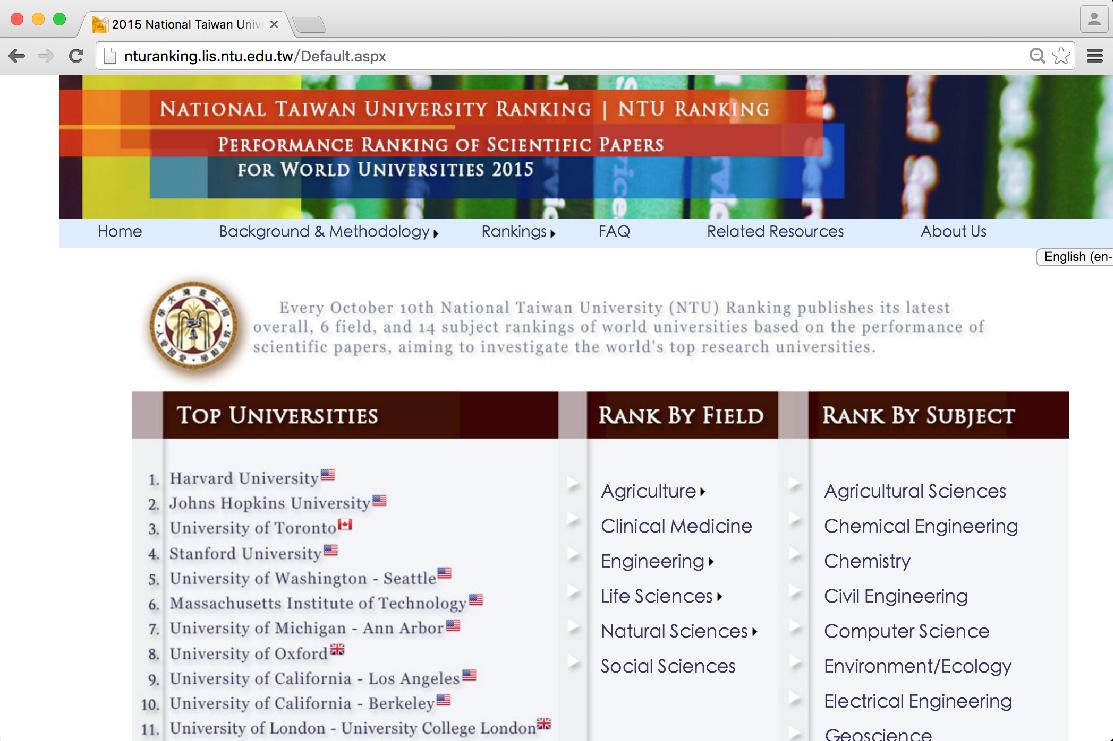 2015 National Taiwan Univ
nturanking.lis.ntu.edu.tw/Default.aspx
National Taiwan University Ranking | NTU Ranking
Performance Ranking of Scientific Papers
for World Universities 2015
Home Background & Methodology Rankings FAQ Related Resources About Us
English (en-
Every October 10th National Taiwan University (NTU) Ranking publishes its latest
overall, 6 field, and 14 subject rankings of world universities based on the performance of
scientific papers, aiming to investigate the world's top research universities.
Top Universities
1. Harvard University
2. Johns Hopkins University
3. University of Toronto
4. Stanford University
5. University of Washington - Seattle
6. Massachusetts Institute of Technology
7. University of Michigan - Ann Arbor
8. University of Oxford
9. University of California - Los Angeles
10. University of California - Berkeley
11. University of London - University College London
Rank By Field
Agriculture
Clinical Medicine
Engineering
Life Sciences
Natural Sciences
Social Sciences
Rank By Subject
Agricultural Sciences
Chemical Engineering
Chemistry
Civil Engineering
Computer Science
Environment/Ecology
Electrical Engineering
Geoscience